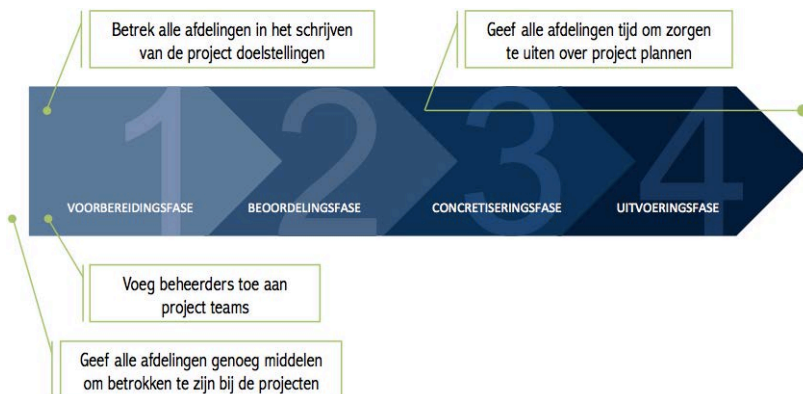 Betrek alle afdelingen in het schrijven
van de project doelstellingen
Geef alle afdelingen tijd om zorgen
te uiten over project plannen
1
2
3
4
VOORBEREIDINGSFASE
BEOORDELINGSFASE
CONCRETISERINGSFASE
UITVOERINGSFASE
Voeg beheerders toe aan
project teams
Geef alle afdelingen genoeg middelen
om betrokken te zijn bij de projecten